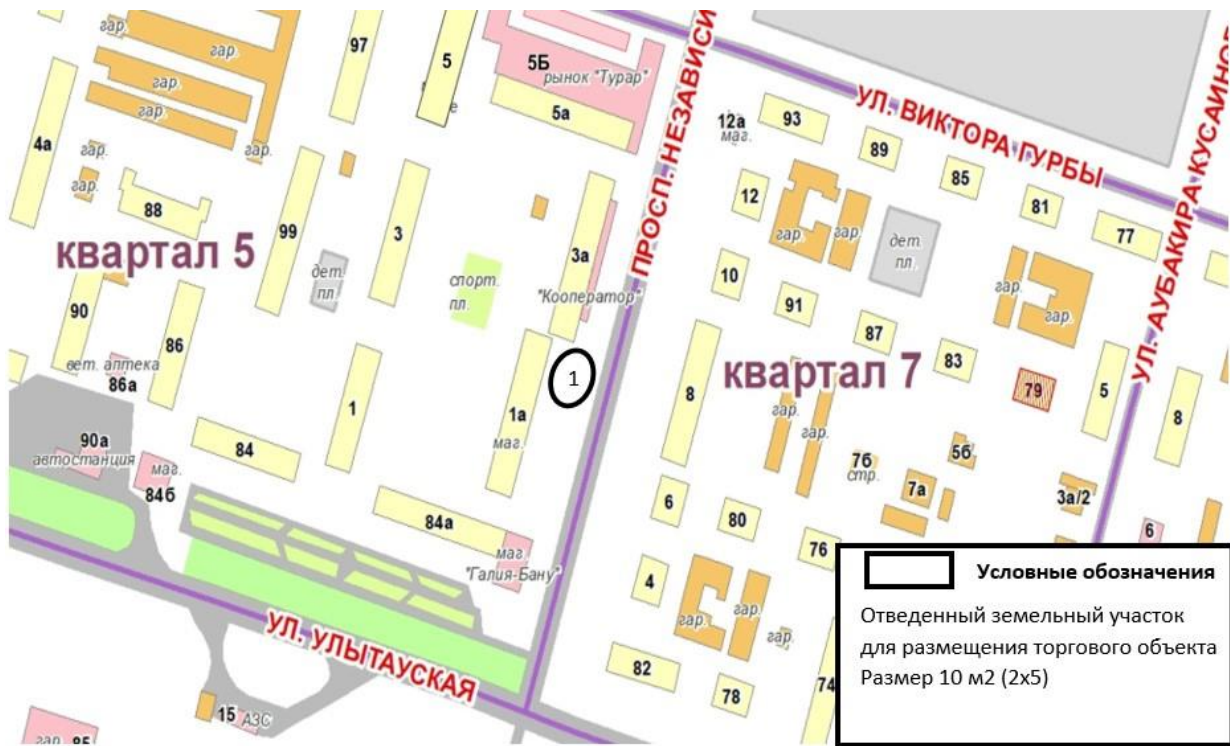 гар.
гар.
гар.
гар.
гар.
гар.
гар.
4а
97
5
е
5Б
рынок "Турар"
5а
88
99
3
3а
"Кооператор"
дет.
пл.
спорт.
пл.
квартал 5
90
86
вет. аптека
86а
1
1а
маг.
1
90а
автостанция
маг.
84б
84
84а
маг.
"Галия-Бану"
УЛ. УЛЫТАУСКАЯ
15 АЗС
гар. 85
ПРОСП. НЕЗАВИСИ
УЛ. ВИКТОРА ГУРБЫ
УЛ. АУБАКИРА КУСАИНОВ
12а
маг.
93
89
85
81
77
12
гар.
гар.
дет.
пл.
10
91
87
83
79
гар.
гар.
5
8
квартал 7
8
гар.
гар.
7б
стр.
7а
5б
3а/2
6
6
80
76
4
гар.
гар.
гар.
82
78
74
Условные обозначения
Отведенный земельный участок
для размещения торгового объекта
Размер 10 м2 (2х5)